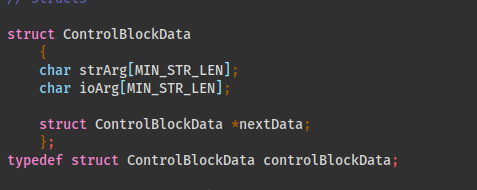 // structs
struct ControlBlockData
{
char strArg[MIN_STR_LEN];
char ioArg[MIN_STR_LEN];
struct ControlBlockData *nextData;
};
typedef struct ControlBlockData controlBlockData;